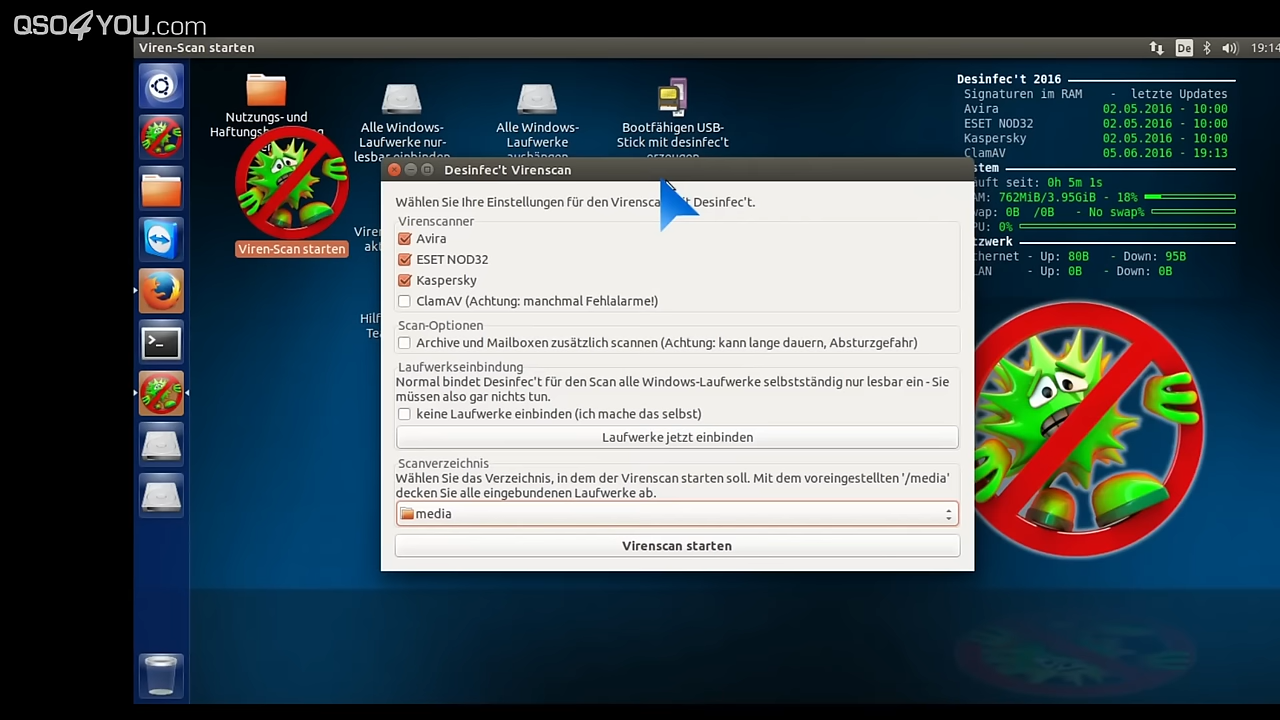 QSO4YOU.com
Viren-Scan starten
De
19:14
Nutzungs- und
Alle Windows-
Laufwerke nur-
lesbar einbinden
Alle Windows-
Laufwerke
aushängen
Bootfähigen USB-
Stick mit desinfec't
erzeugen
Viren-Scan starten
Desinfec't 2016
Signaturen im RAM - letzte Updates
Avira 02.05.2016 - 10:00
ESET NOD32 02.05.2016 - 10:00
Kaspersky 02.05.2016 - 10:00
ClamAV 05.06.2016 - 19:13
stem
äuft seit: 0h 5m 1s
AM: 762MiB/3.95GiB - 18%
wap: 0B /0B - No swap%
PU: 0%
tzwerk
thernet - Up: 80B - Down: 95B
LAN - Up: 0B - Down: 0B
Desinfec't Virenscan
Wählen Sie Ihre Einstellungen für den Virenscan mit Desinfec't.
Virenscanner
Avira
ESET NOD32
Kaspersky
ClamAV (Achtung: manchmal Fehlalarme!)
Scan-Optionen
Archive und Mailboxen zusätzlich scannen (Achtung: kann lange dauern, Absturzgefahr)
Laufwerkseinbindung
Normal bindet Desinfec't für den Scan alle Windows-Laufwerke selbstständig nur lesbar ein - Sie
müssen also gar nichts tun.
keine Laufwerke einbinden (ich mache das selbst)
Laufwerke jetzt einbinden
Scanverzeichnis
Wählen Sie das Verzeichnis, in dem der Virenscan starten soll. Mit dem voreingestellten '/media'
decken Sie alle eingebundenen Laufwerke ab.
media
Virenscan starten